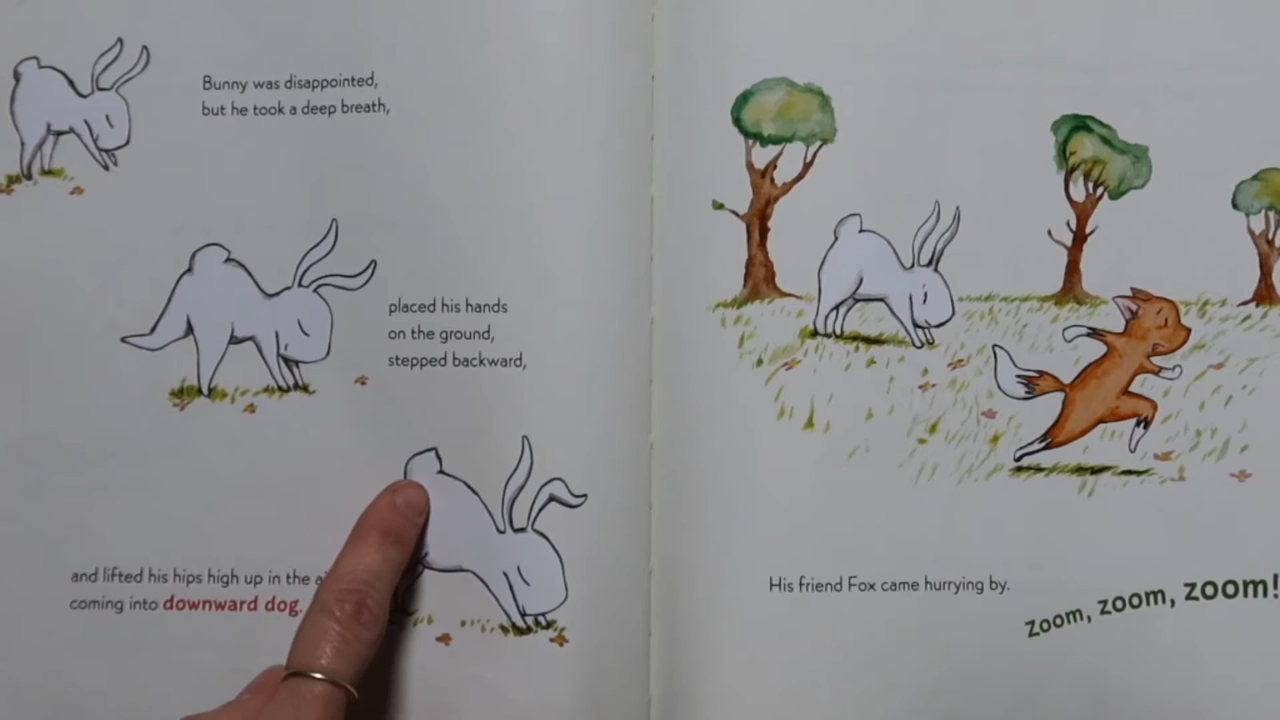 Bunny was disappointed,
but he took a deep breath,
placed his hands
on the ground,
stepped backward,
and lifted his hips high up in the
coming into downward dog.
His friend Fox came hurrying by.
zoom, zoom, zoom!